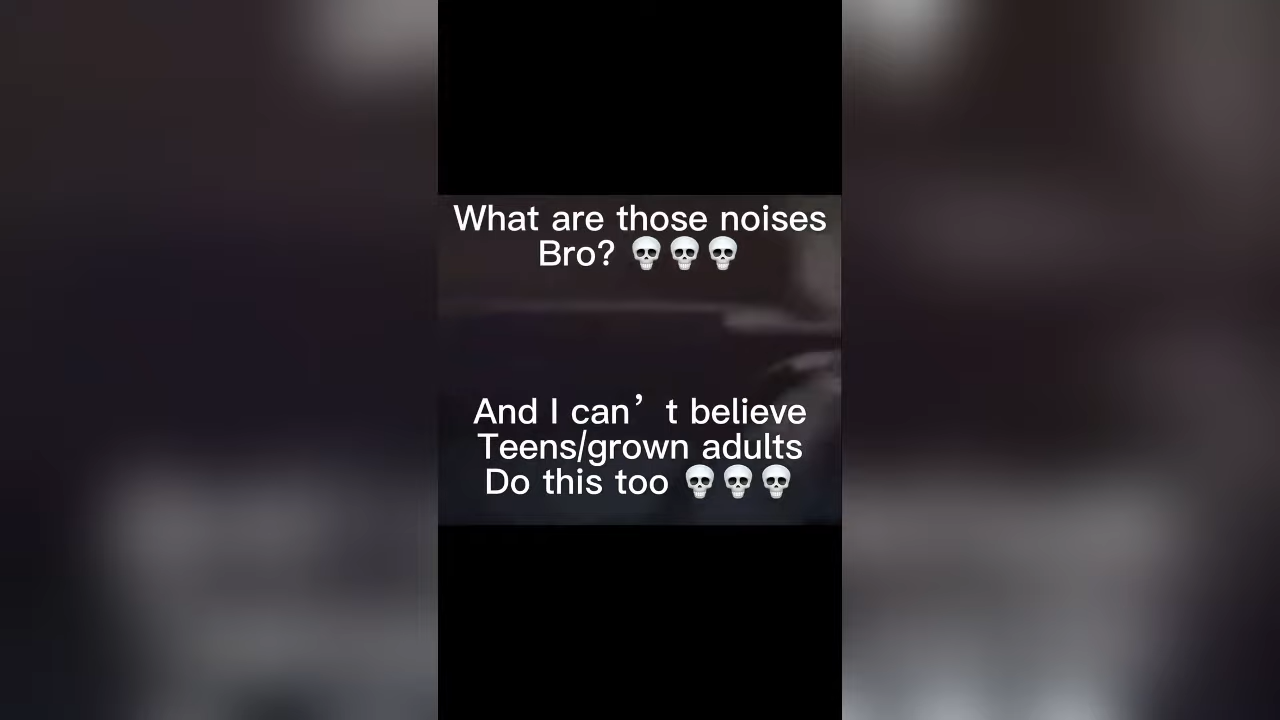 What are those noises
Bro? 💀💀💀
And I can’t believe
Teens/grown adults
Do this too 💀💀💀